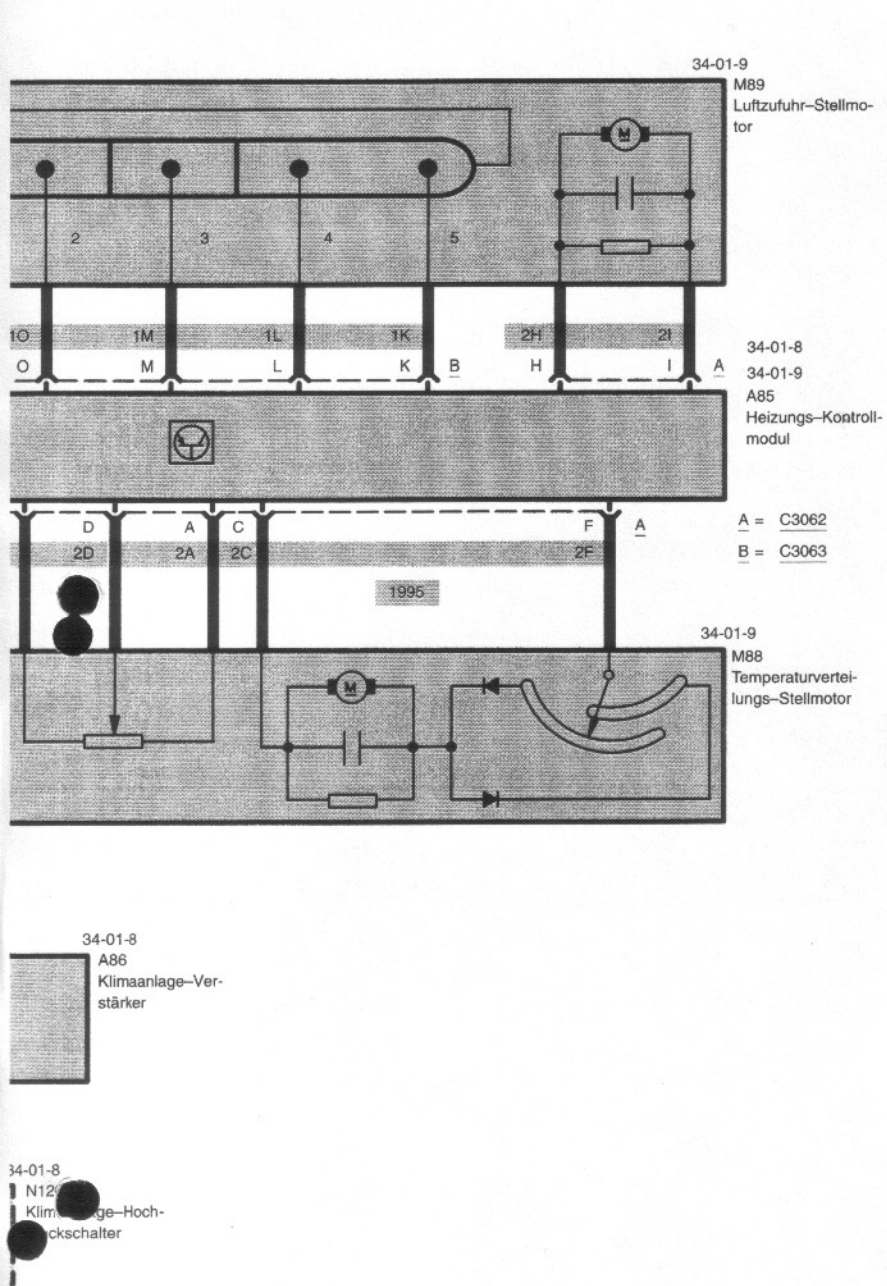 34-01-9
M89
Luftzufuhr–Stellmo-
tor
M
2 3 4 5
1O 1M 1L 1K 2H 2I
34-01-8
O M L K B H I A
34-01-9
A85
Heizungs–Kontroll-
modul
D A C F A
A = C3062
2D 2A 2C 2F
B = C3063
1995
34-01-9
M88
Temperaturvertei-
lungs–Stellmotor
M
34-01-8
A86
Klimaanlage–Ver-
stärker
34-01-8